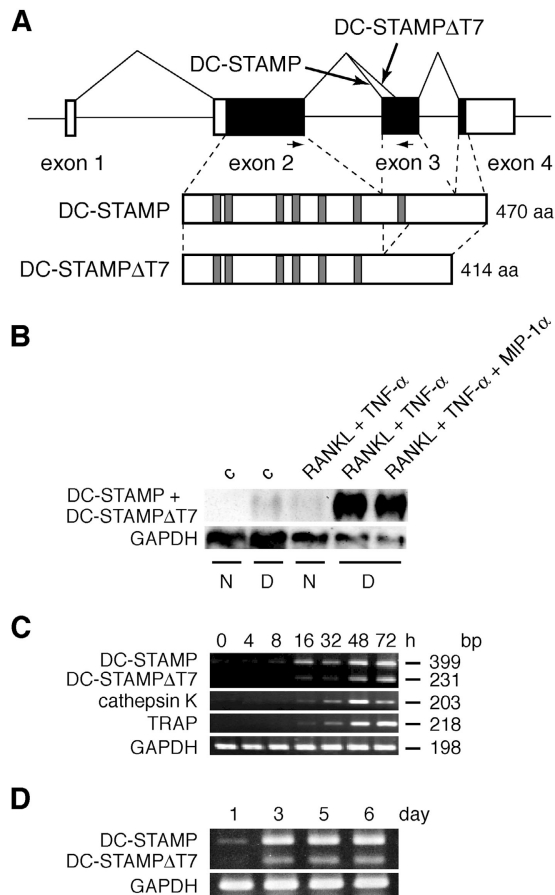 A
DC-STAMPΔT7
DC-STAMP
exon 1
exon 2
exon 3
exon 4
DC-STAMP
470 aa
DC-STAMPΔT7
414 aa
B
c
c
RANKL + TNF-α
RANKL + TNF-α
RANKL + TNF-α + MIP-1α
DC-STAMP +
DC-STAMPΔT7
GAPDH
N
D
N
D
C
0 4 8 16 32 48 72 h bp
DC-STAMP
399
DC-STAMPΔT7
231
cathepsin K
203
TRAP
218
GAPDH
198
D
1 3 5 6 day
DC-STAMP
DC-STAMPΔT7
GAPDH